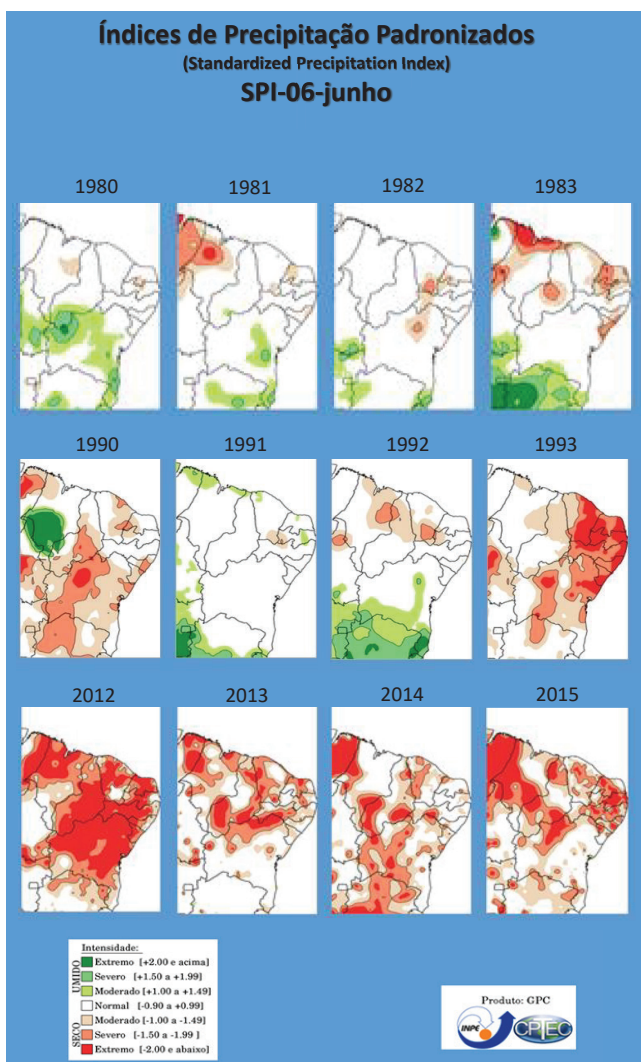 Índices de Precipitação Padronizados
(Standardized Precipitation Index)
SPI-06-junho
1980 1981 1982 1983
1990 1991 1992 1993
2012 2013 2014 2015
Intensidade:
UMIDO
Extremo [+2.00 e acima]
Severo [+1.50 a +1.99]
Moderado [+1.00 a +1.49]
Normal [-0.90 a +0.99]
SECO
Moderado [-1.00 a -1.49]
Severo [-1.50 a -1.99 ]
Extremo [-2.00 e abaixo]
Produto: GPC
INPE CPTEC